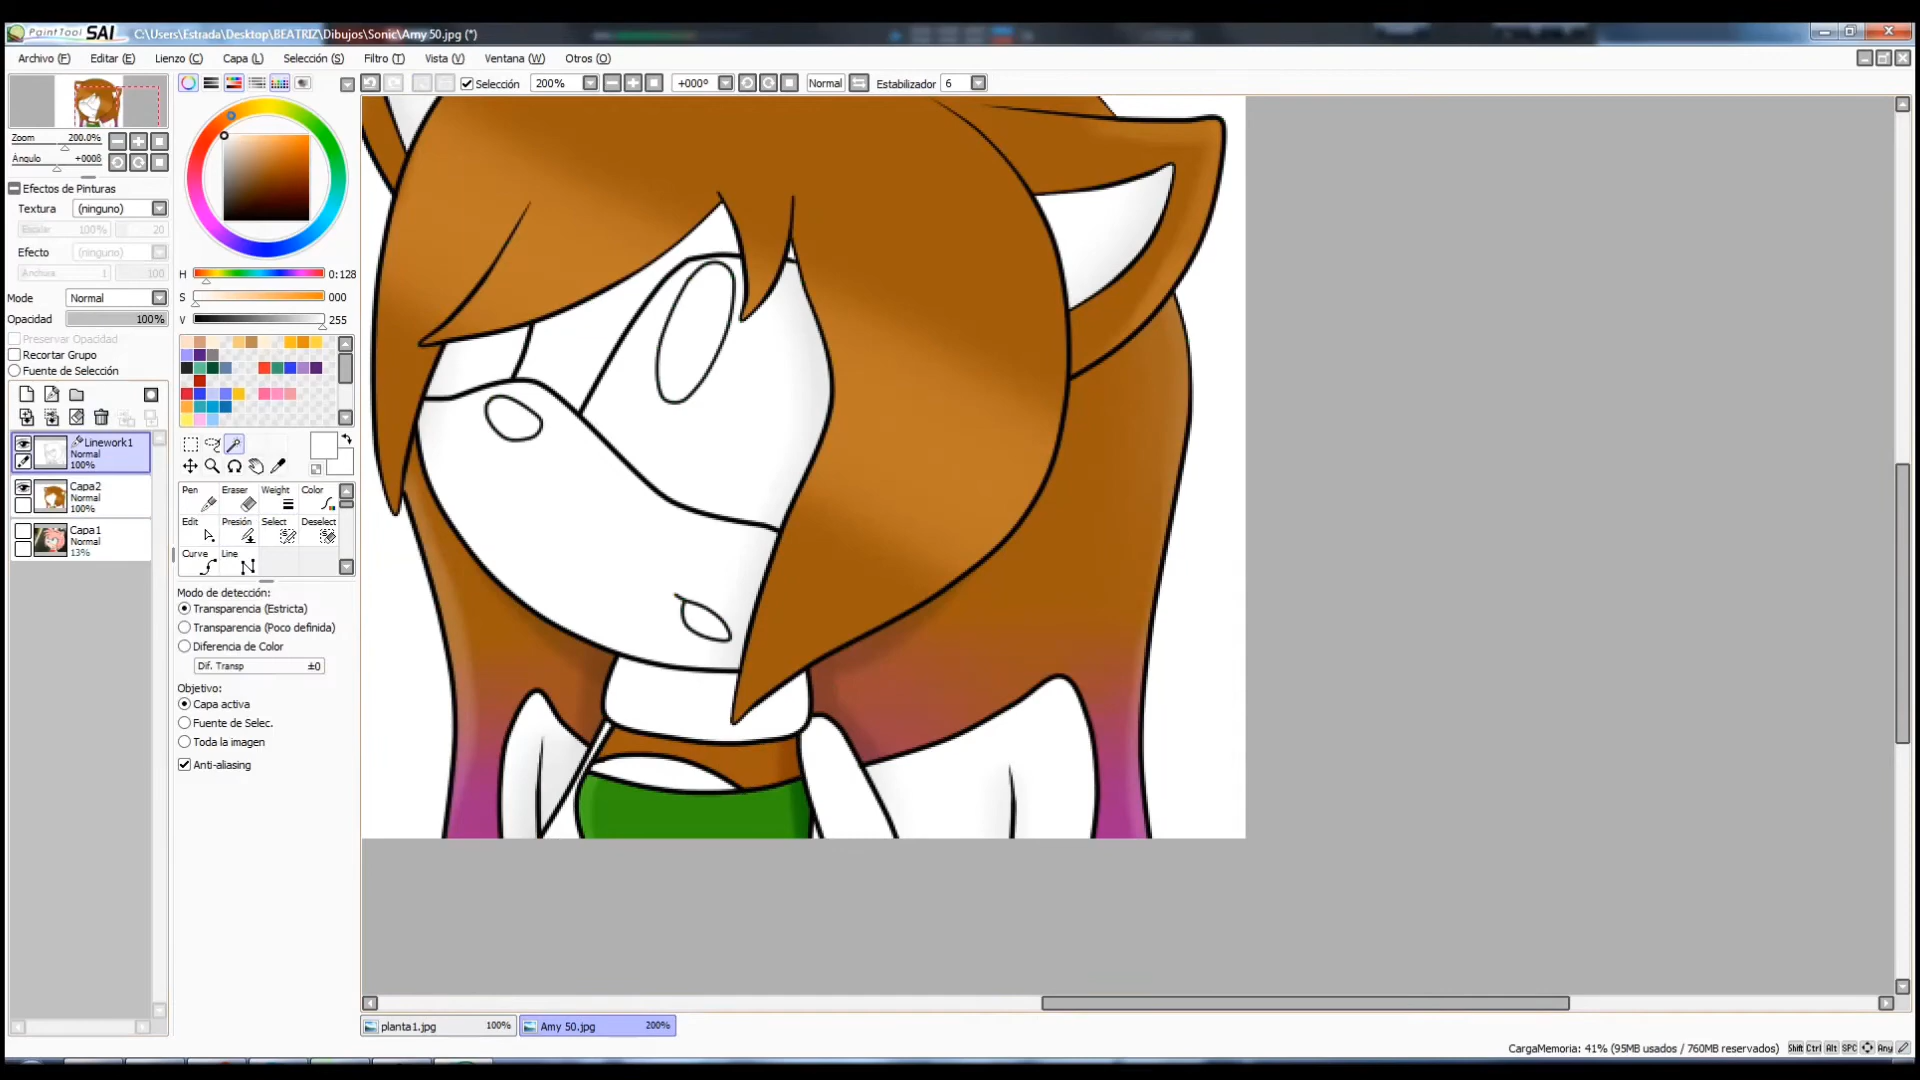 PaintTool SAI C:\Users\Estrada\Desktop\BEATRIZ\Dibujos\Sonic\Amy 50.jpg (*)
Archivo (F) Editar (E) Lienzo (C) Capa (L) Selección (S) Filtro (T) Vista (V) Ventana (W) Otros (O)
Selección 200% +000º Normal Estabilizador 6
Zoom 200.0%
Ángulo +000ß
Efectos de Pinturas
Textura (ninguno)
Escalar 100% 20
Efecto (ninguno)
Anchura 1 100
Mode Normal
Opacidad 100%
Preservar Opacidad
Recortar Grupo
Fuente de Selección
Linework1
Normal
100%
Capa2
Normal
100%
Capa1
Normal
13%
H 0:128
S 000
V 255
Pen Eraser Weight Color
Edit Presión Select Deselect
Curve Line
Modo de detección:
Transparencia (Estricta)
Transparencia (Poco definida)
Diferencia de Color
Dif. Transp ±0
Objetivo:
Capa activa
Fuente de Selec.
Toda la imagen
Anti-aliasing
planta1.jpg 100% Amy 50.jpg 200%
CargaMemoria: 41% (95MB usados / 760MB reservados) Shift Ctrl Alt SPC Any